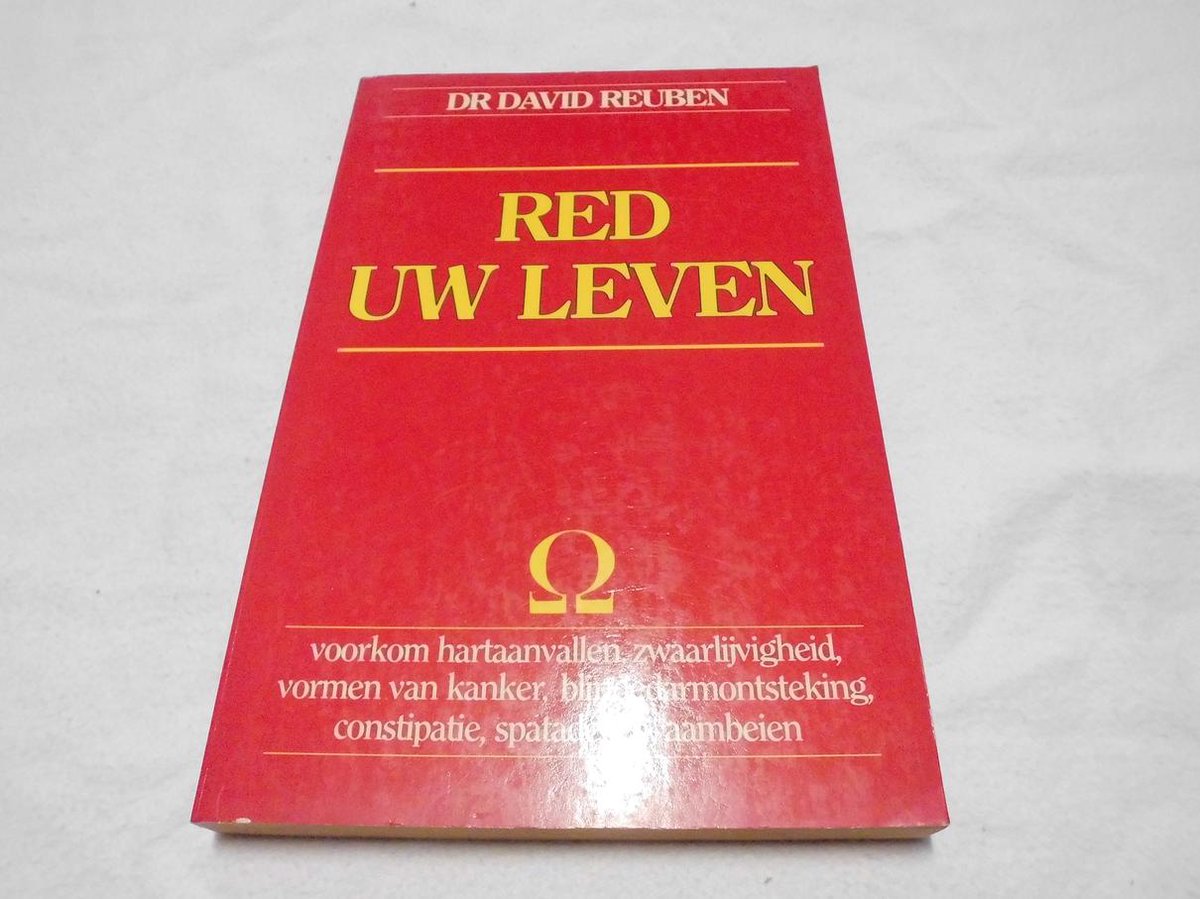 DR DAVID REUBEN
RED
UW LEVEN
Ω
voorkom hartaanvallen, zwaarlijvigheid,
vormen van kanker,
constipatie,